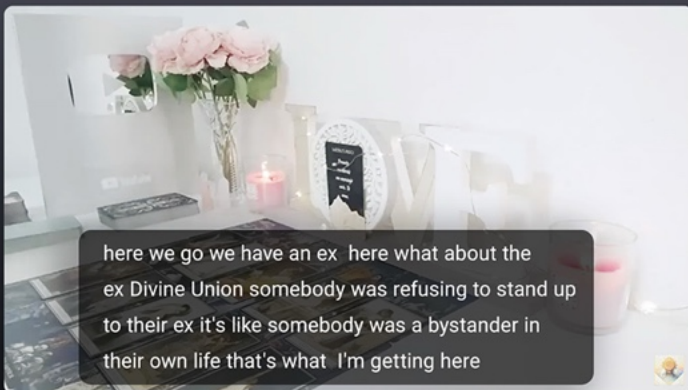 YouTube
LOVE
here we go we have an ex  here what about the
ex Divine Union somebody was refusing to stand up
to their ex it's like somebody was a bystander in
their own life that's what  I'm getting here